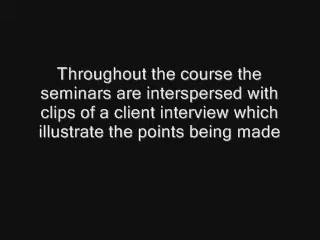 Throughout the course the
seminars are interspersed with
clips of a client interview which
illustrate the points being made